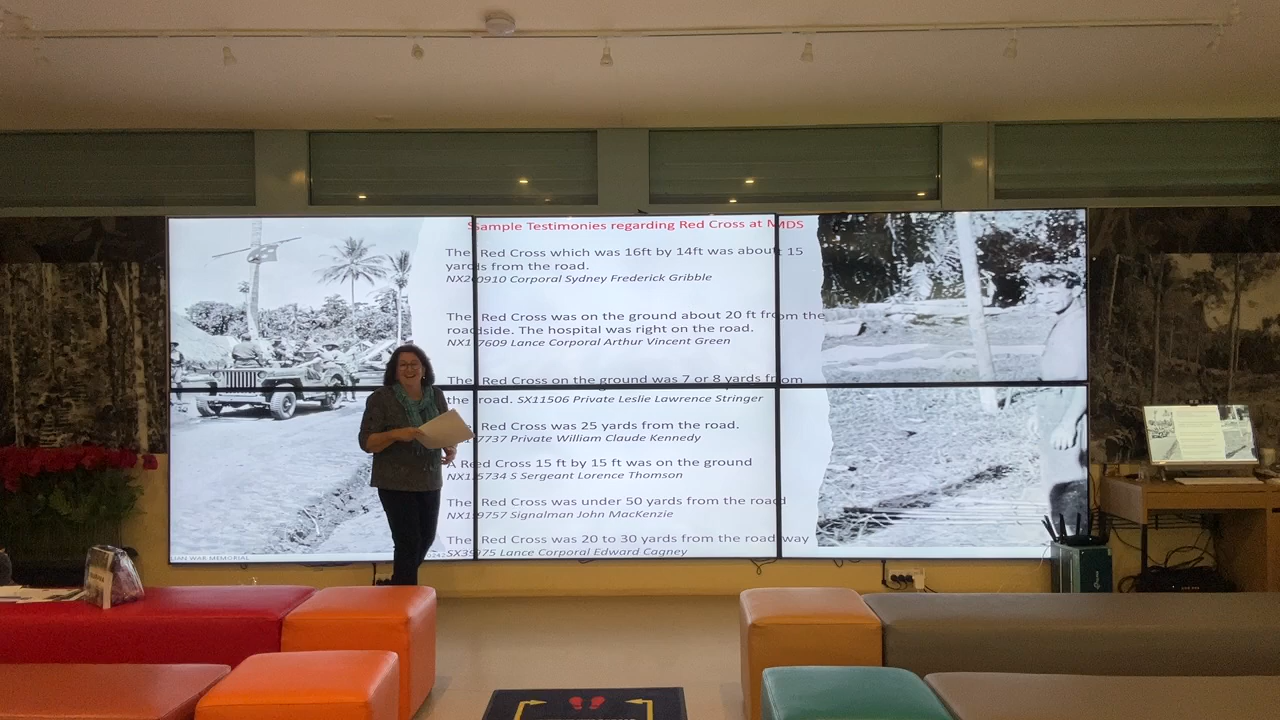 Sample Testimonies regarding Red Cross at MDS
The Red Cross which was 16ft by 14ft was about 15
yards from the road.
Corporal Sydney Frederick Gribble
The Red Cross was on the ground about 20 ft from the
roadside. The hospital was right on the road.
Lance Corporal Arthur Vincent Green
The Red Cross on the ground was 7 or 8 yards from
the road. SX11506 Private Leslie Lawrence Stringer
Red Cross was 25 yards from the road.
7737 Private William Claude Kennedy
A Red Cross 15 ft by 15 ft was on the ground
S Sergeant Lorence Thomson
The Red Cross was under 50 yards from the road
Signalman John MacKenzie
The Red Cross was 20 to 30 yards from the road way
Lance Corporal Edward Cagney
LIAN WAR MEMORIAL